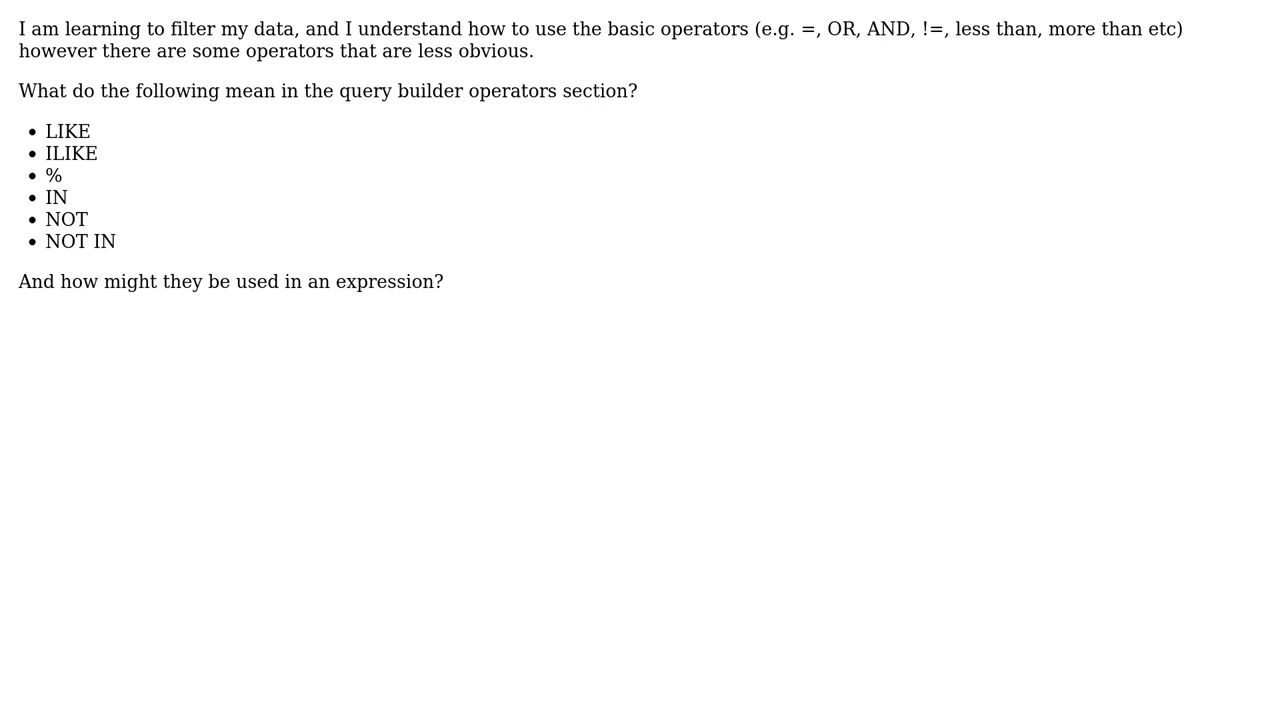 I am learning to filter my data, and I understand how to use the basic operators (e.g. =, OR, AND, !=, less than, more than etc)
however there are some operators that are less obvious.
What do the following mean in the query builder operators section?
• LIKE
• ILIKE
• %
• IN
• NOT
• NOT IN
And how might they be used in an expression?